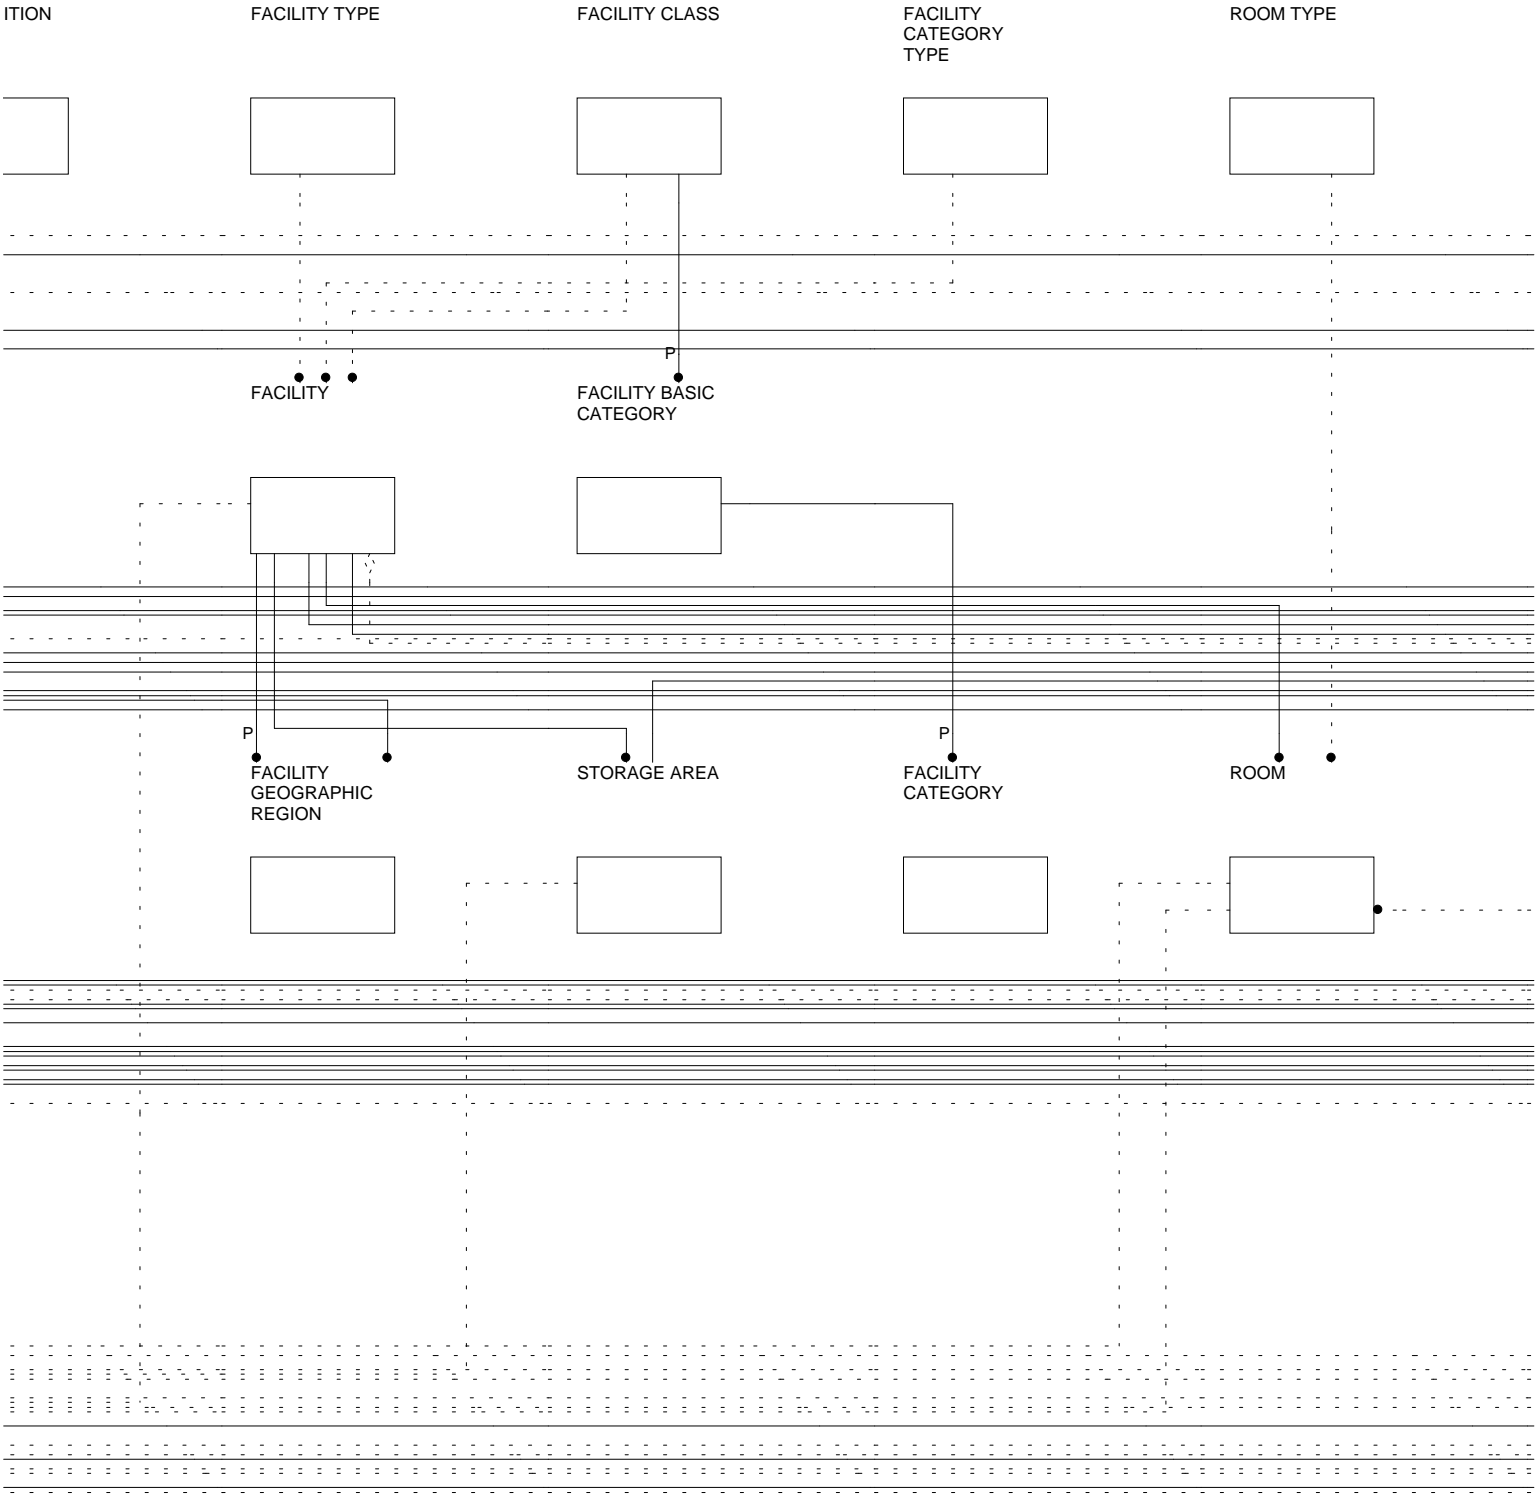 ITION
FACILITY TYPE
FACILITY CLASS
FACILITY
CATEGORY
TYPE
ROOM TYPE
P
FACILITY
FACILITY BASIC
CATEGORY
P
P
FACILITY
GEOGRAPHIC
REGION
STORAGE AREA
FACILITY
CATEGORY
ROOM